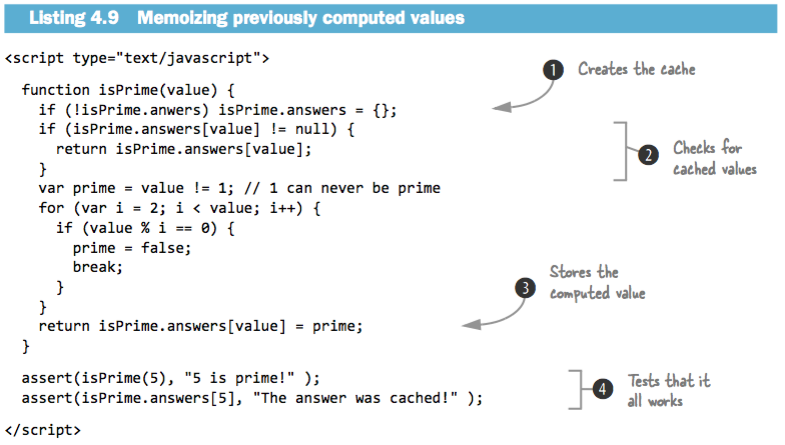 Listing 4.9 Memoizing previously computed values
<script type="text/javascript">
function isPrime(value) {
if (!isPrime.anwers) isPrime.answers = {};
if (isPrime.answers[value] != null) {
return isPrime.answers[value];
}
var prime = value != 1; // 1 can never be prime
for (var i = 2; i < value; i++) {
if (value % i == 0) {
prime = false;
break;
}
}
return isPrime.answers[value] = prime;
}
assert(isPrime(5), "5 is prime!" );
assert(isPrime.answers[5], "The answer was cached!" );
</script>
1 Creates the cache
2 Checks for
cached values
3 Stores the
computed value
4 Tests that it
all works